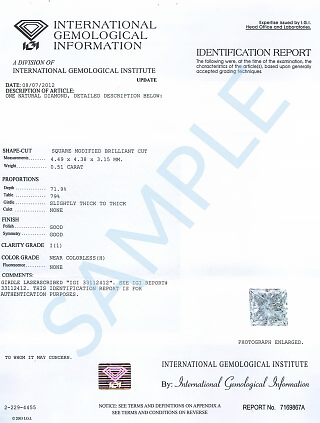 INTERNATIONAL
GEMOLOGICAL
INFORMATION
Expertise issued by I.G.I.
Head Office and Laboratories.
A DIVISION OF
INTERNATIONAL GEMOLOGICAL INSTITUTE
UPDATE
IDENTIFICATION REPORT
The following were, at the time of the examination, the
characteristics of the article(s), based upon generally
accepted grading techniques.
DATE: 08/07/2012
DESCRIPTION OF ARTICLE:
ONE NATURAL DIAMOND, DETAILED DESCRIPTION BELOW:
SAMPLE
SHAPE-CUT SQUARE MODIFIED BRILLIANT CUT
Measurements 4.49 x 4.38 x 3.15 MM.
Weight 0.51 CARAT
PROPORTIONS
Depth 71.9%
Table 79%
Girdle SLIGHTLY THICK TO THICK
Culet NONE
FINISH
Polish GOOD
Symmetry GOOD
CLARITY GRADE I(1)
COLOR GRADE NEAR COLORLESS(H)
Fluorescence NONE
COMMENTS:
GIRDLE LASERSCRIBED "IGI 33112412". SEE IGI REPORT#
33112412. THIS IDENTIFICATION REPORT IS FOR
AUTHENTICATION PURPOSES.
PHOTOGRAPH ENLARGED.
TO WHOM IT MAY CONCERN.
INTERNATIONAL GEMOLOGICAL INSTITUTE
By: International Gemological Information
2-229-4455
© 2003 I.G.I.
NOTICE: SEE TERMS AND DEFINITIONS ON APPENDIX A
SEE TERMS AND CONDITIONS ON REVERSE
REPORT No. 7169867A